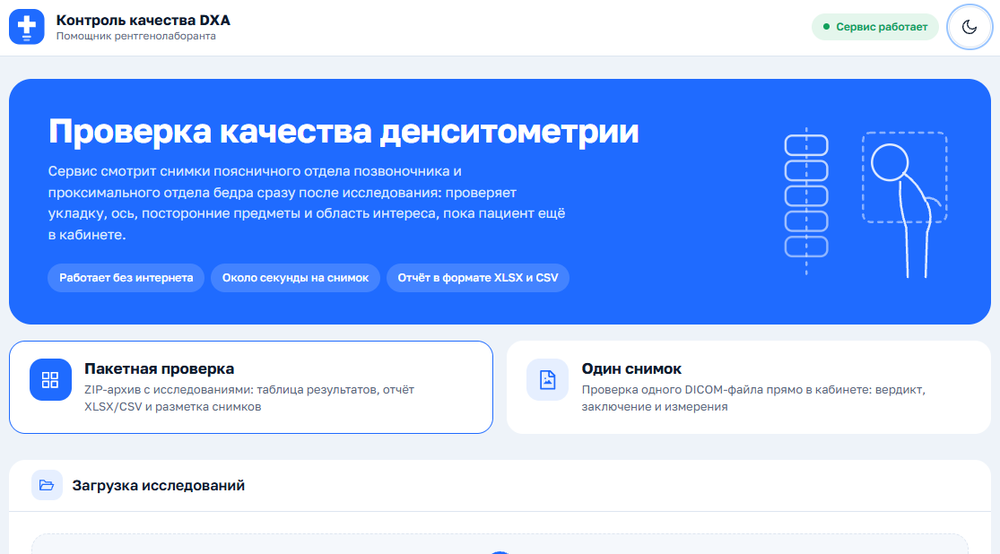 Контроль качества DXA
Помощник рентгенолаборанта
Сервис работает
Проверка качества денситометрии
Сервис смотрит снимки поясничного отдела позвоночника и
проксимального отдела бедра сразу после исследования: проверяет
укладку, ось, посторонние предметы и область интереса, пока пациент ещё
в кабинете.
Работает без интернета
Около секунды на снимок
Отчёт в формате XLSX и CSV
Пакетная проверка
ZIP-архив с исследованиями: таблица результатов, отчёт
XLSX/CSV и разметка снимков
Один снимок
Проверка одного DICOM-файла прямо в кабинете: вердикт,
заключение и измерения
Загрузка исследований